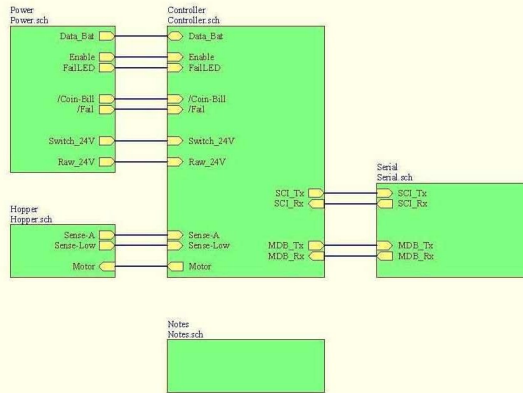 Power
Power.sch
Data_Bat
Enable
FailLED
/Coin-Bill
/Fail
Switch_24V
Raw_24V
Hopper
Hopper.sch
Sense-A
Sense-Low
Motor
Controller
Controller.sch
Data_Bat
Enable
FailLED
/Coin-Bill
/Fail
Switch_24V
Raw_24V
SCI_Tx
SCI_Rx
Sense-A
Sense-Low
Motor
MDB_Tx
MDB_Rx
Serial
Serial.sch
SCI_Tx
SCI_Rx
MDB_Tx
MDB_Rx
Notes
Notes.sch